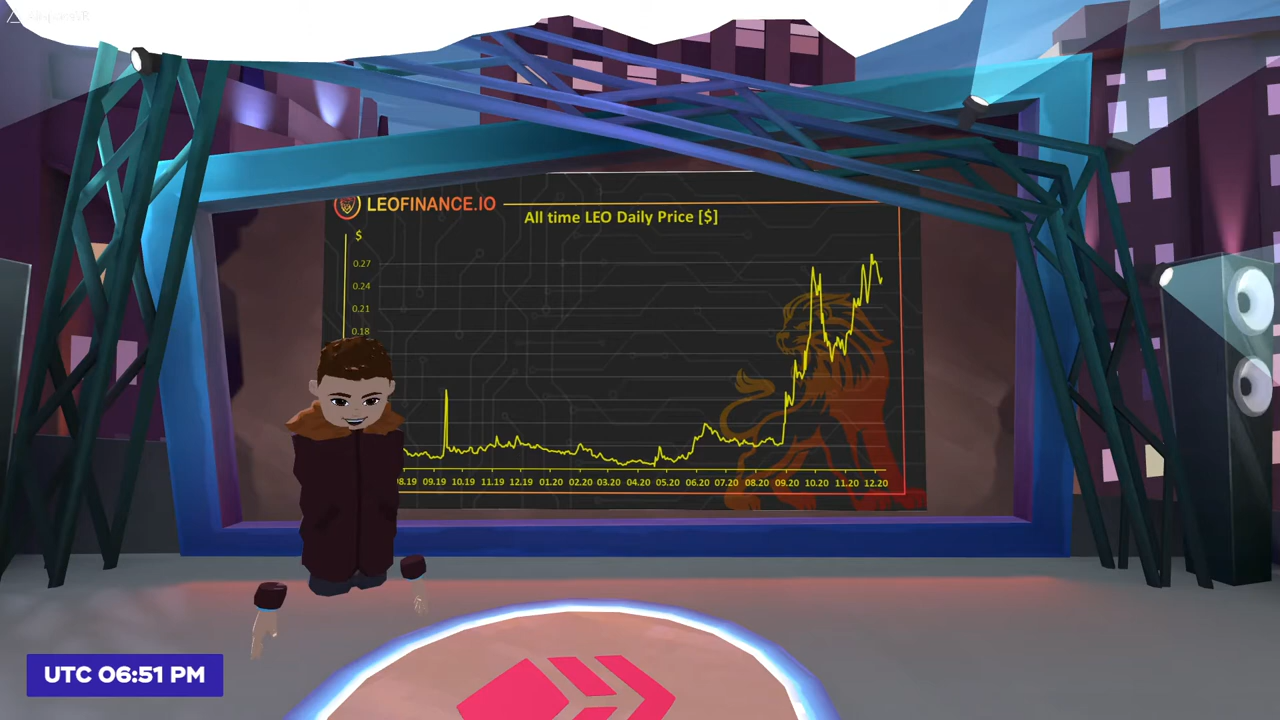 LEOFINANCE.IO
All time LEO Daily Price [$]
$
0.27
0.24
0.21
0.18
08.19 09.19 10.19 11.19 12.19 01.20 02.20 03.20 04.20 05.20 06.20 07.20 08.20 09.20 10.20 11.20 12.20
UTC 06:51 PM